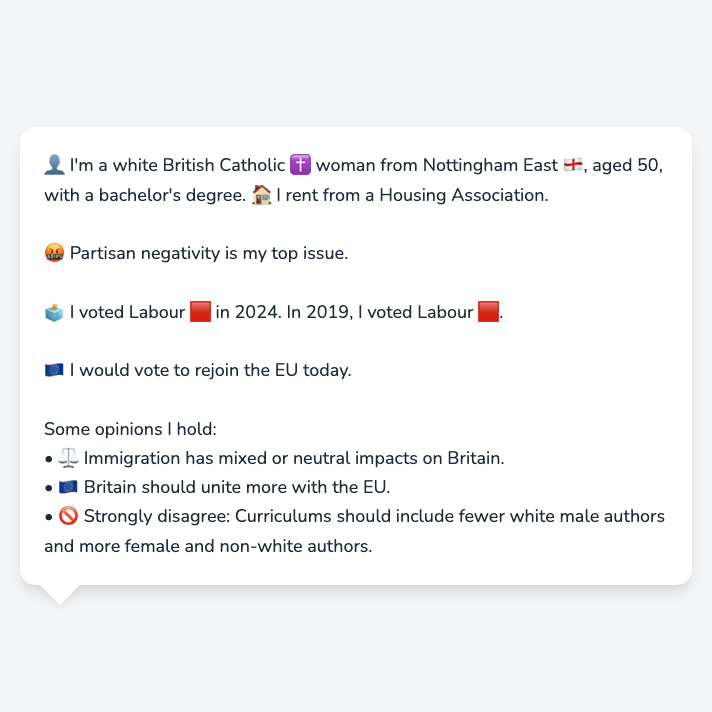 👤 I'm a white British Catholic ✝️ woman from Nottingham East 🏴󠁧󠁢󠁥󠁮󠁧󠁿, aged 50,
with a bachelor's degree. 🏠 I rent from a Housing Association.
🤬 Partisan negativity is my top issue.
🗳️ I voted Labour 🟥 in 2024. In 2019, I voted Labour 🟥.
🇪🇺 I would vote to rejoin the EU today.
Some opinions I hold:
• ⚖️ Immigration has mixed or neutral impacts on Britain.
• 🇪🇺 Britain should unite more with the EU.
• 🚫 Strongly disagree: Curriculums should include fewer white male authors
and more female and non-white authors.